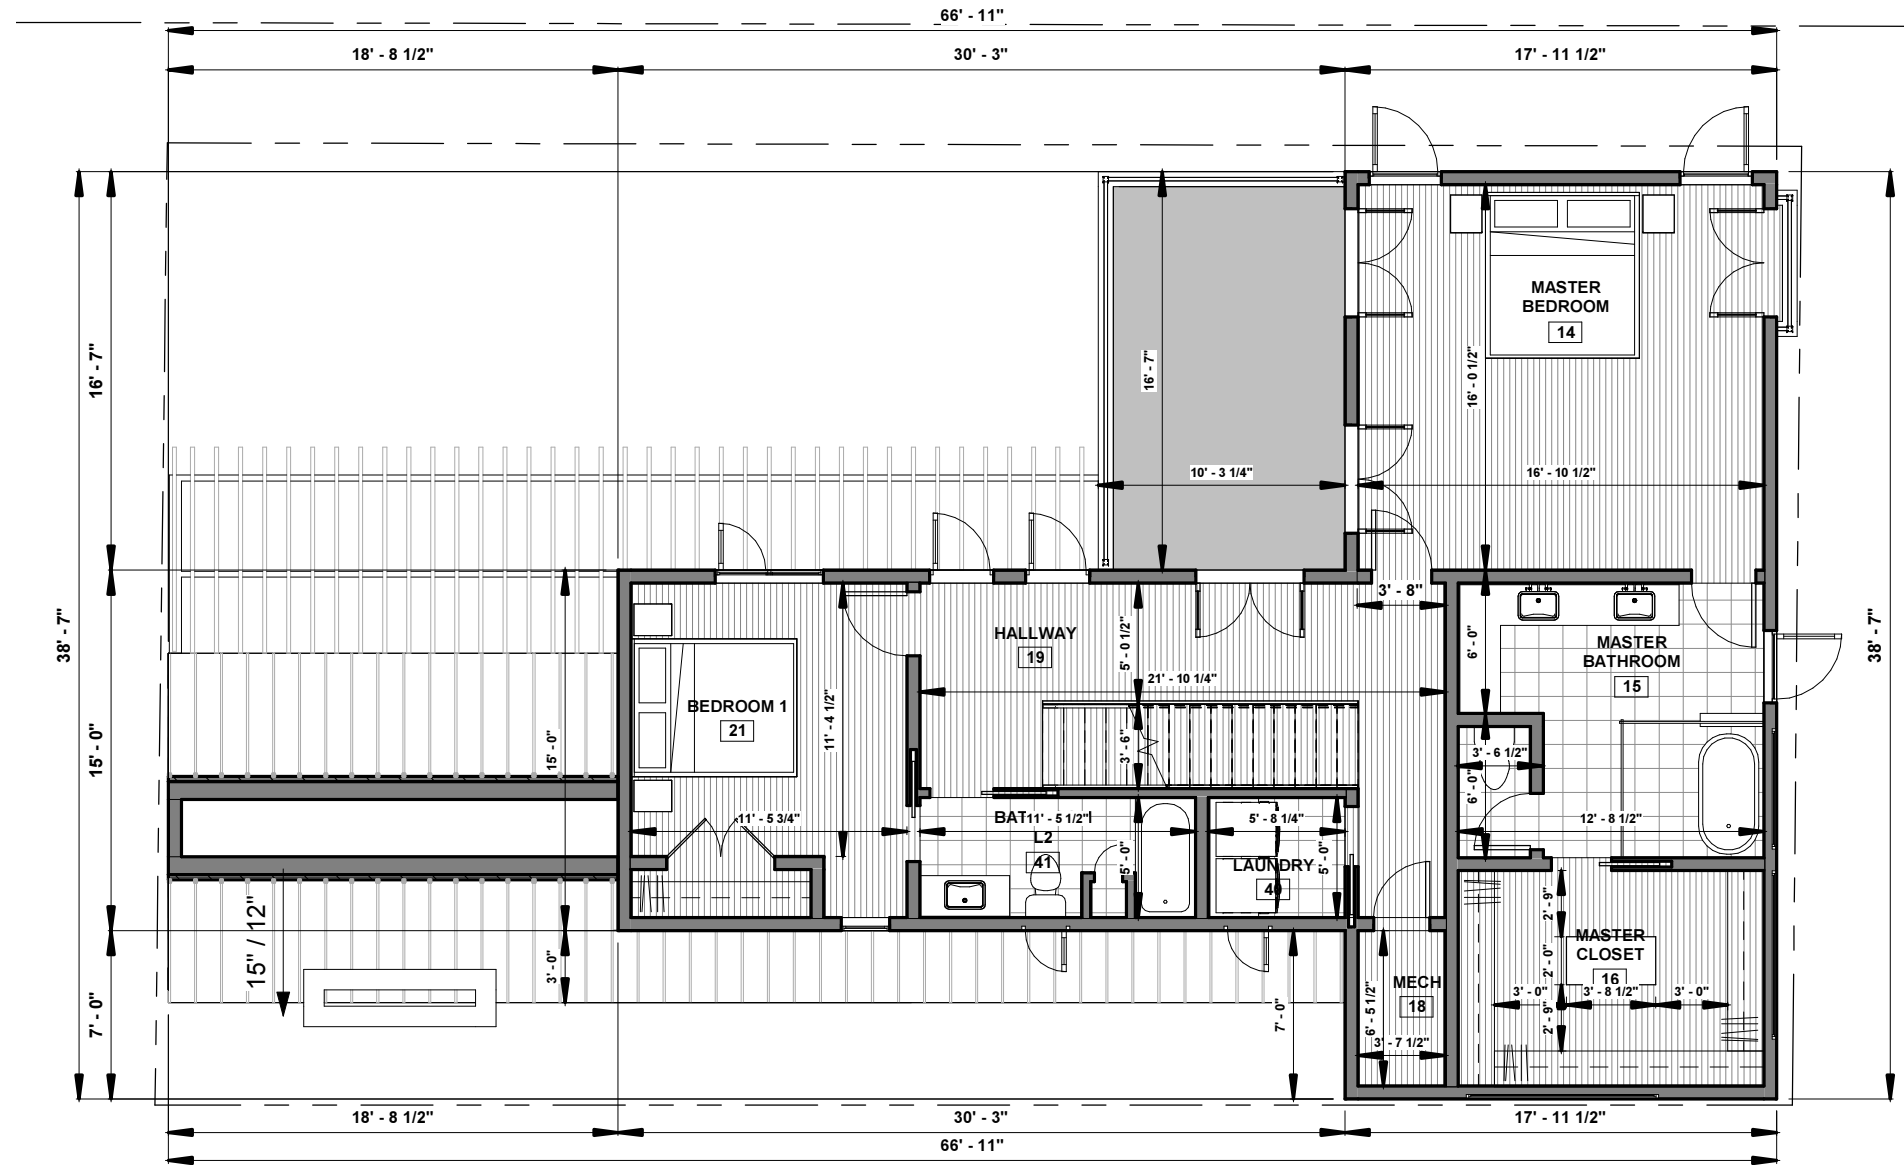 66' - 11"
18' - 8 1/2"
30' - 3"
17' - 11 1/2"
38' - 7"
16' - 7"
15' - 0"
7' - 0"
16' - 7"
10' - 3 1/4"
MASTER
BEDROOM
14
16' - 0 1/2"
16' - 10 1/2"
38' - 7"
3' - 8"
HALLWAY
19
5' - 0 1/2"
21' - 10 1/4"
3' - 6"
BEDROOM 1
21
11' - 4 1/2"
15' - 0"
11' - 5 3/4"
MASTER
BATHROOM
15
6' - 0"
3' - 6 1/2"
6' - 0"
12' - 8 1/2"
BAT
11' - 5 1/2"
L2
41
5' - 0"
5' - 8 1/4"
LAUNDRY
40
5' - 0"
15" / 12"
3' - 0"
7' - 0"
MECH
18
6' - 5 1/2"
3' - 7 1/2"
MASTER
CLOSET
16
2' - 9"
2' - 0"
2' - 9"
3' - 0"
3' - 8 1/2"
3' - 0"
18' - 8 1/2"
30' - 3"
17' - 11 1/2"
66' - 11"